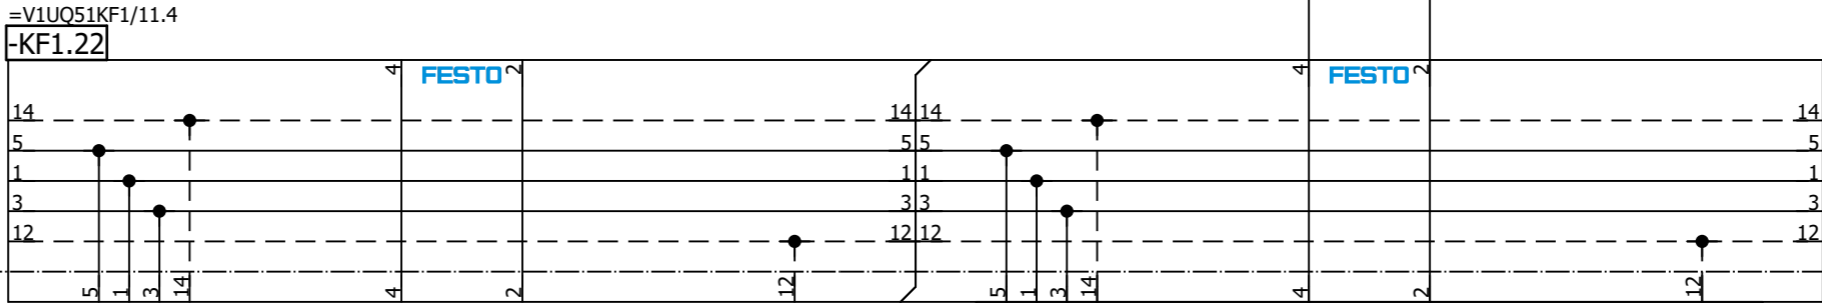 =V1UQ51KF1/11.4
-KF1.22
4 FESTO 2 4 FESTO 2
14 14 14 14
5 5 5 5
1 1 1 1
3 3 3 3
12 12 12 12
5 1 3 14 4 2 12 5 1 3 14 4 2 12